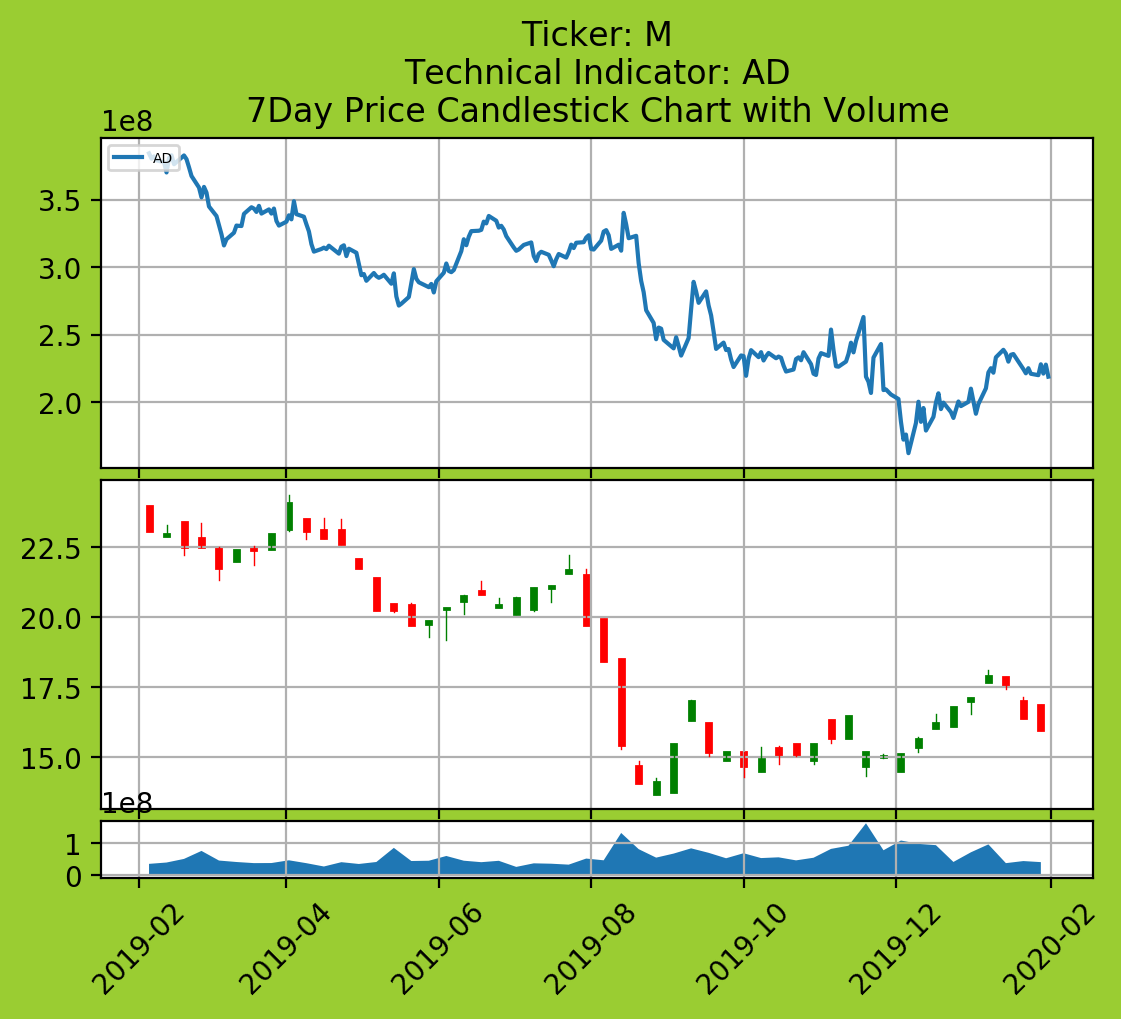 Ticker: M
Technical Indicator: AD
7Day Price Candlestick Chart with Volume
1e8
AD
3.5
3.0
2.5
2.0
22.5
20.0
17.5
15.0
1e8
1
0
2019-02
2019-04
2019-06
2019-08
2019-10
2019-12
2020-02